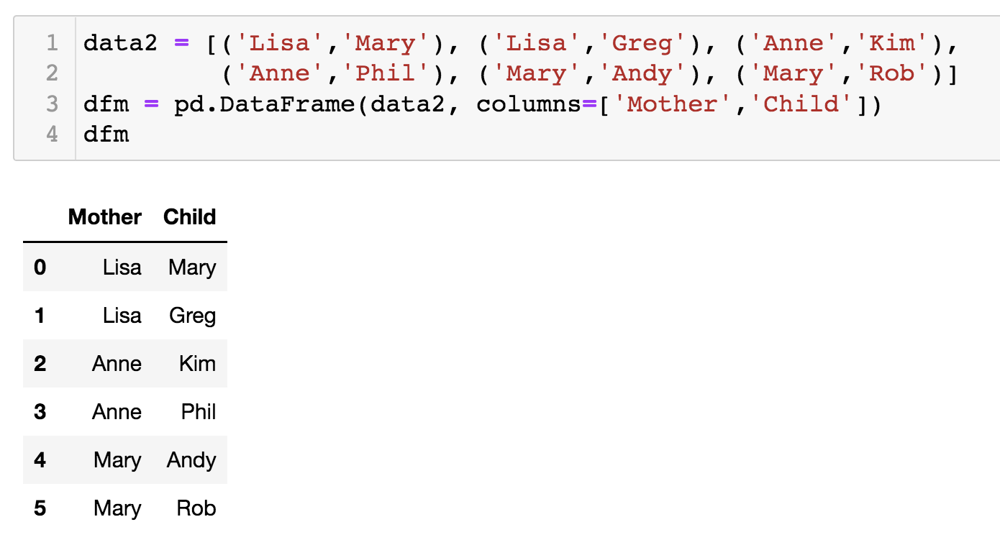 1 data2 = [('Lisa','Mary'), ('Lisa','Greg'), ('Anne','Kim'),
2          ('Anne','Phil'), ('Mary','Andy'), ('Mary','Rob')]
3 dfm = pd.DataFrame(data2, columns=['Mother','Child'])
4 dfm
Mother Child
0 Lisa Mary
1 Lisa Greg
2 Anne Kim
3 Anne Phil
4 Mary Andy
5 Mary Rob